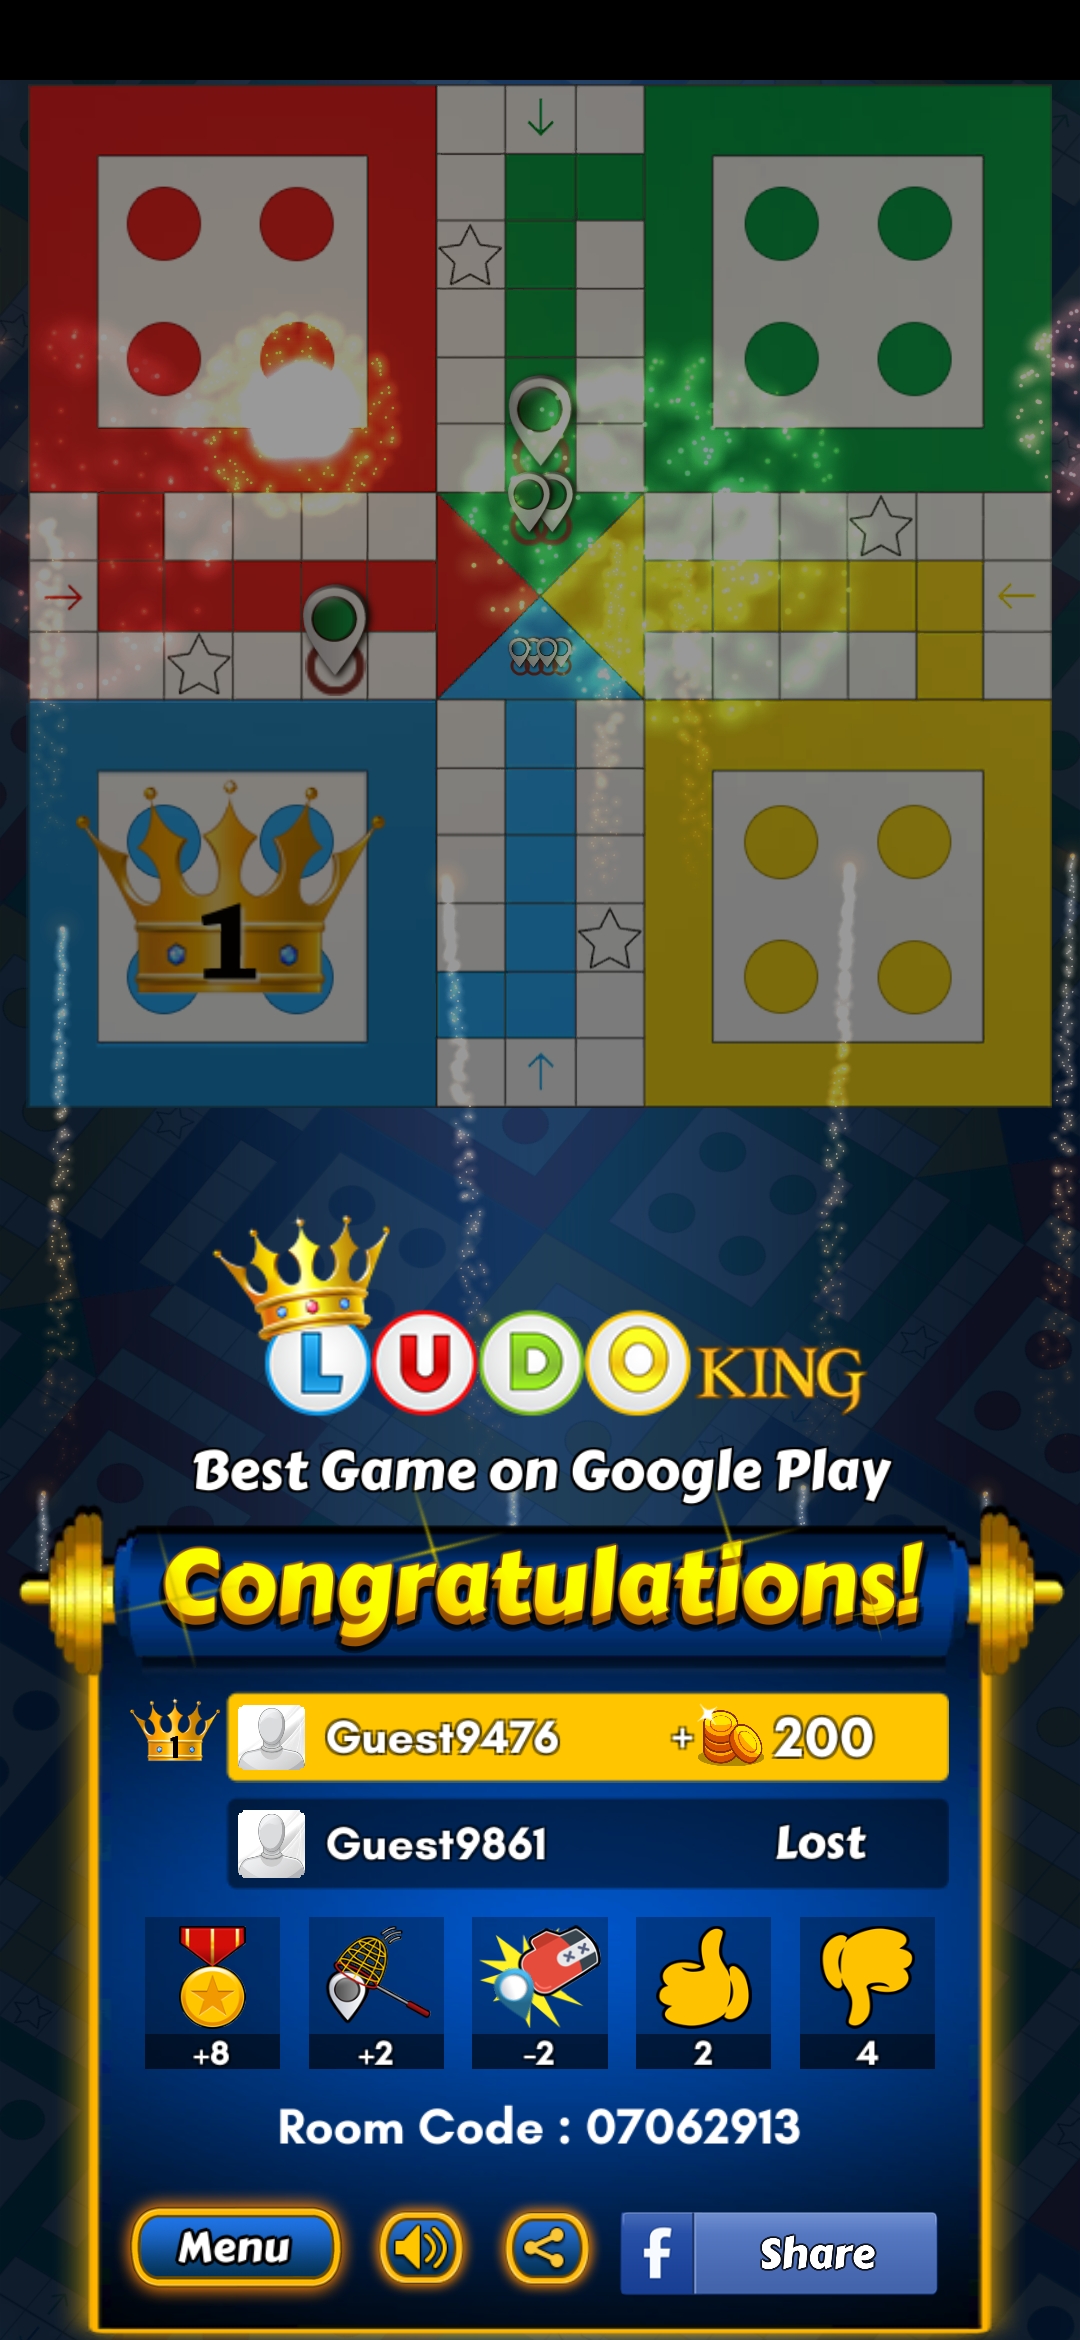 1
LUDO KING
Best Game on Google Play
Congratulations!
1 Guest9476 + 200
Guest9861 Lost
+8 +2 -2 2 4
Room Code : 07062913
Menu f Share